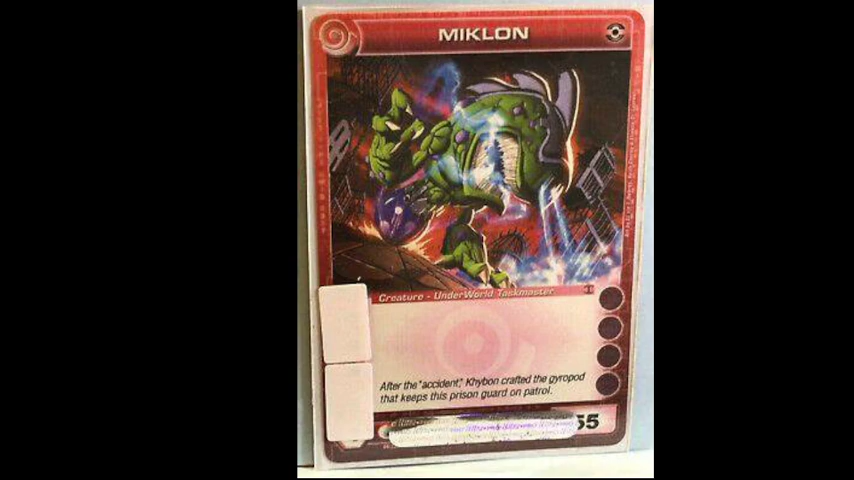 MIKLON
Creature - UnderWorld Taskmaster
After the "accident," Khybon crafted the gyropod
that keeps this prison guard on patrol.
55